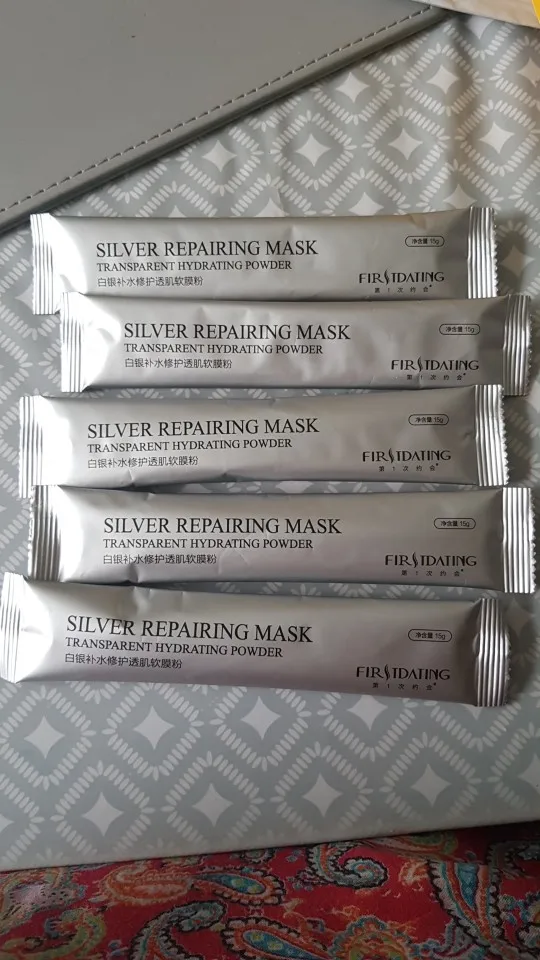 SILVER REPAIRING MASK
净含量 15g
TRANSPARENT HYDRATING POWDER
白银补水修护透肌软膜粉
FIRSTDATING
第 1 次 约 会
SILVER REPAIRING MASK
净含量 15g
TRANSPARENT HYDRATING POWDER
白银补水修护透肌软膜粉
FIRSTDATING
第 1 次 约 会
SILVER REPAIRING MASK
净含量 15g
TRANSPARENT HYDRATING POWDER
白银补水修护透肌软膜粉
FIRSTDATING
第 1 次 约 会
SILVER REPAIRING MASK
净含量 15g
TRANSPARENT HYDRATING POWDER
白银补水修护透肌软膜粉
FIRSTDATING
第 1 次 约 会
SILVER REPAIRING MASK
净含量 15g
TRANSPARENT HYDRATING POWDER
白银补水修护透肌软膜粉
FIRSTDATING
第 1 次 约 会